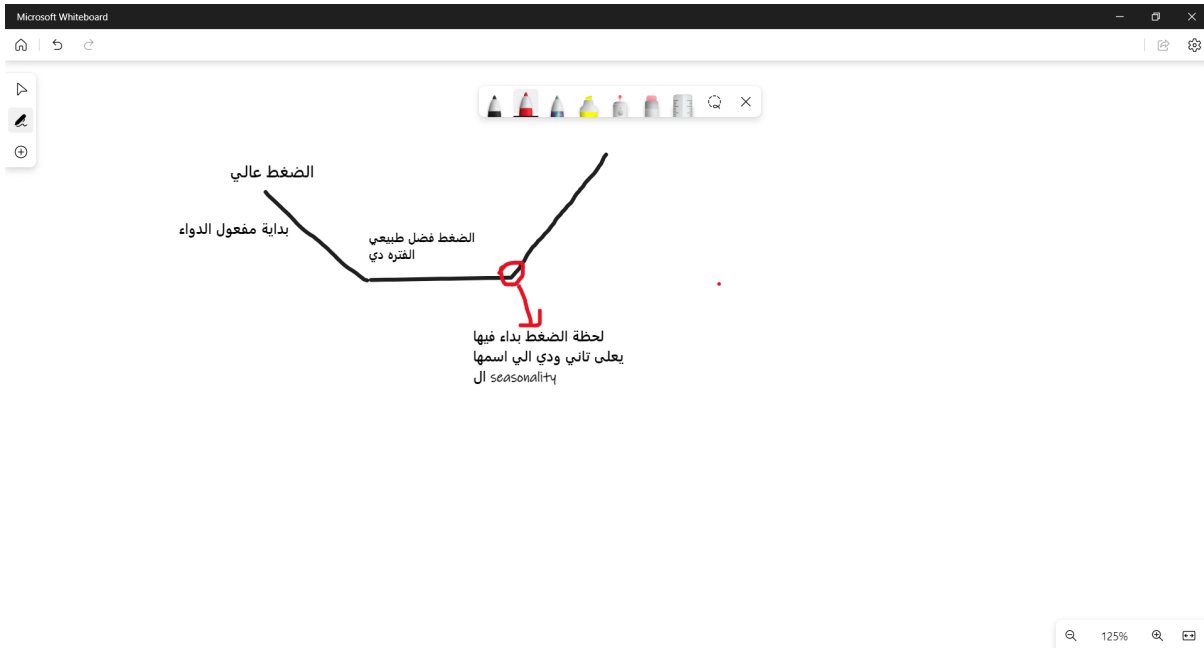 Microsoft Whiteboard
الضغط عالي
بداية مفعول الدواء
الضغط فضل طبيعي
الفتره دي
لحظة الضغط بداء فيها
يعلى تاني ودي الي اسمها
ال seasonality
125%